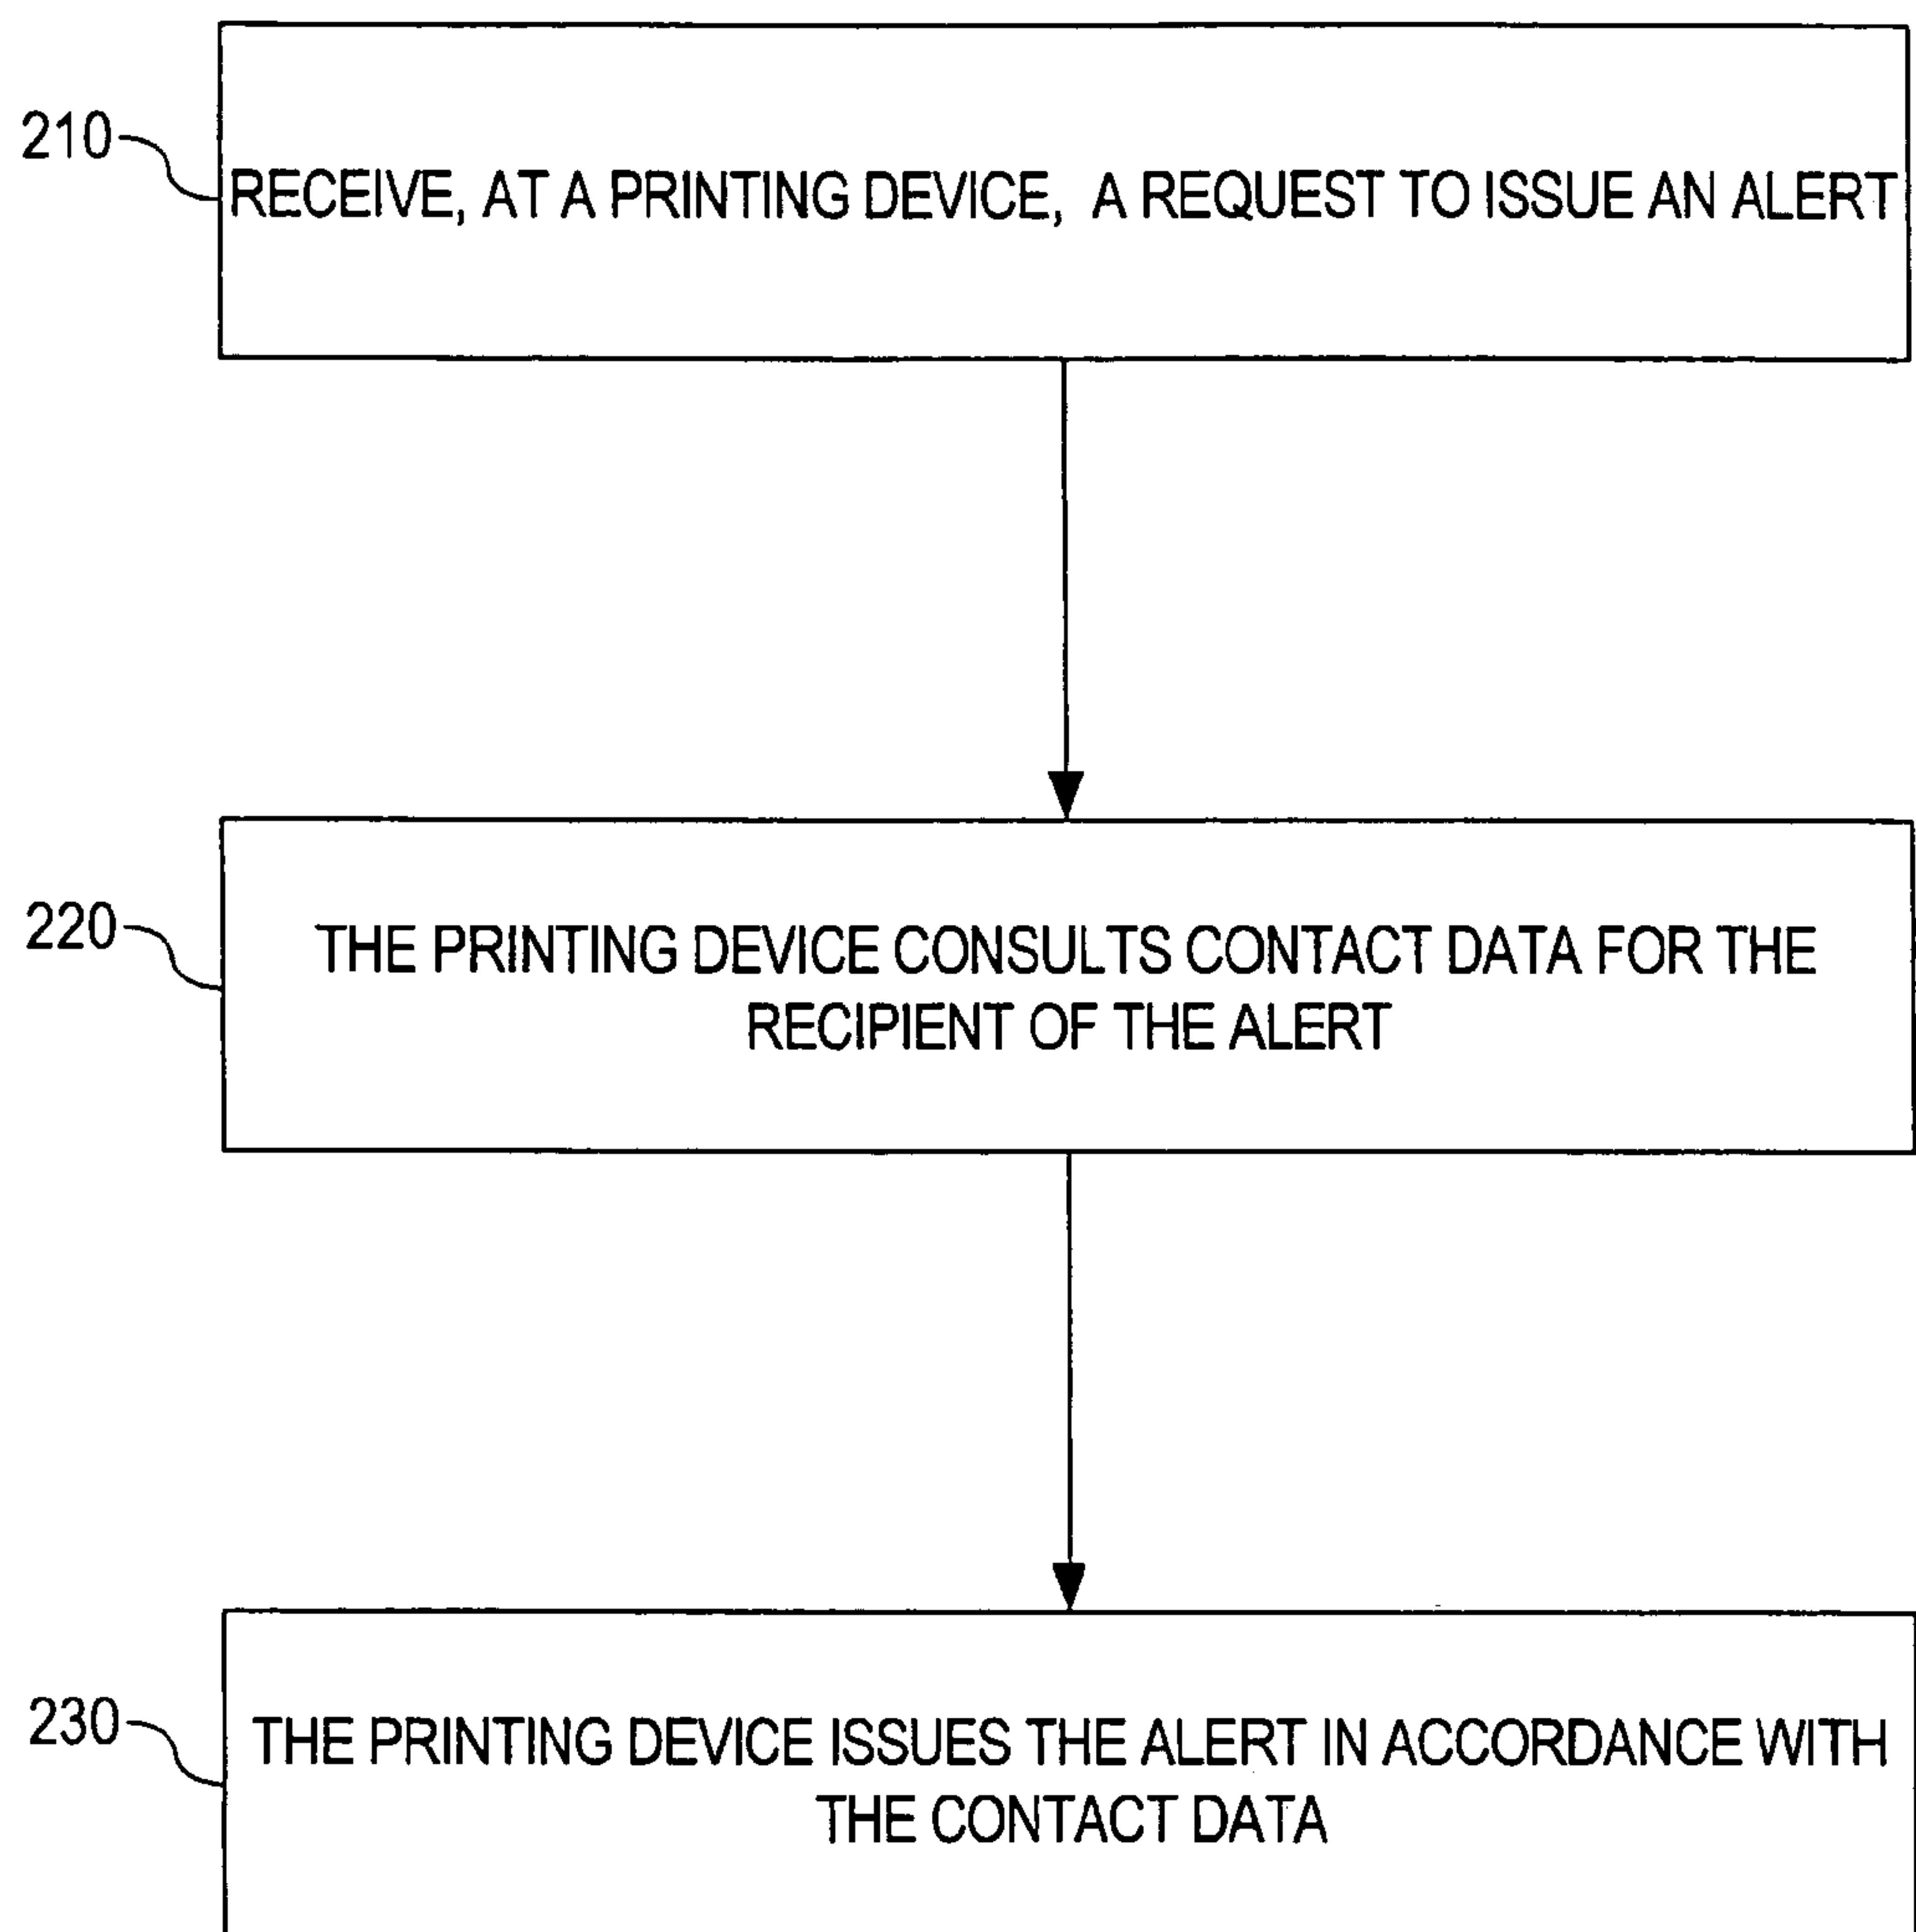 210
RECEIVE, AT A PRINTING DEVICE, A REQUEST TO ISSUE AN ALERT
220
THE PRINTING DEVICE CONSULTS CONTACT DATA FOR THE
RECIPIENT OF THE ALERT
230
THE PRINTING DEVICE ISSUES THE ALERT IN ACCORDANCE WITH
THE CONTACT DATA